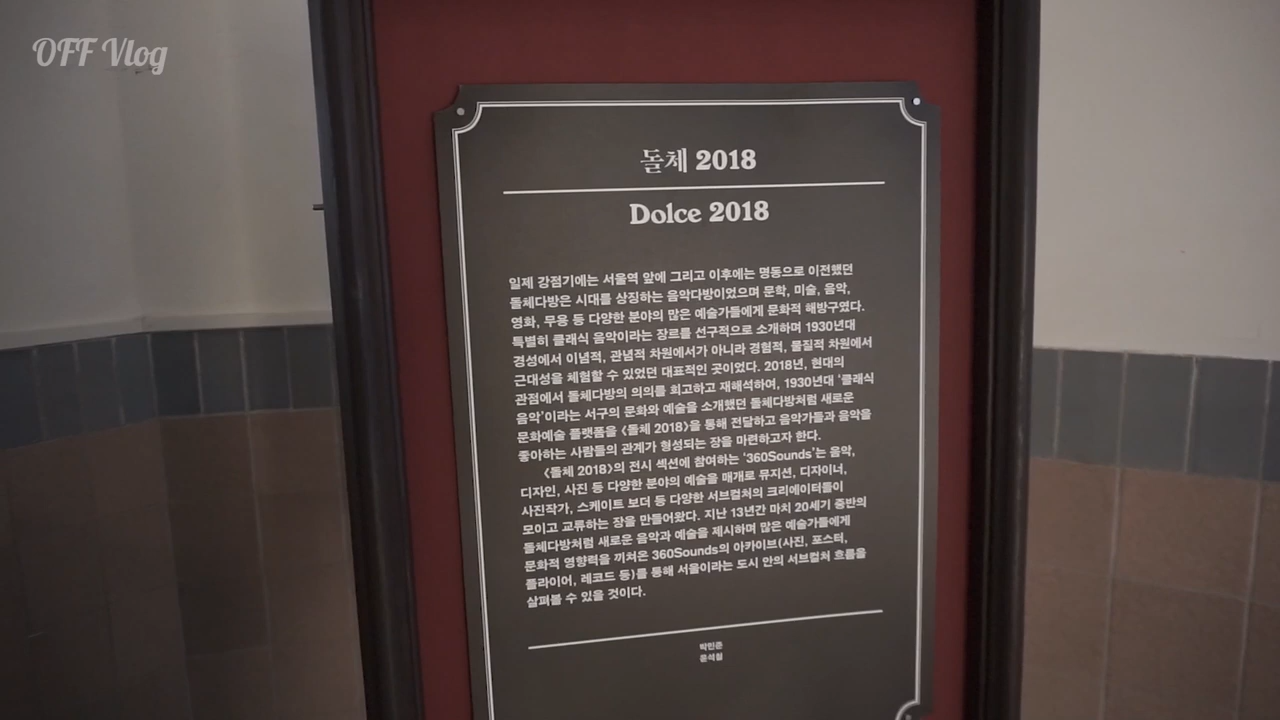 OFF Vlog
돌체 2018
Dolce 2018
일제 강점기에는 서울역 앞에 그리고 이후에는 명동으로 이전했던
돌체다방은 시대를 상징하는 음악다방이었으며 문학, 미술, 음악,
영화, 무용 등 다양한 분야의 많은 예술가들에게 문화적 해방구였다.
특별히 클래식 음악이라는 장르를 선구적으로 소개하며 1930년대
경성에서 이념적, 관념적 차원에서가 아니라 경험적, 물질적 차원에서
근대성을 체험할 수 있었던 대표적인 곳이었다. 2018년, 현대의
관점에서 돌체다방의 의의를 회고하고 재해석하여, 1930년대 ‘클래식
음악’이라는 서구의 문화와 예술을 소개했던 돌체다방처럼 새로운
문화예술 플랫폼을 《돌체 2018》을 통해 전달하고 음악가들과 음악을
좋아하는 사람들의 관계가 형성되는 장을 마련하고자 한다.
《돌체 2018》의 전시 섹션에 참여하는 ‘360Sounds’는 음악,
디자인, 사진 등 다양한 분야의 예술을 매개로 뮤지션, 디자이너,
사진작가, 스케이트 보더 등 다양한 서브컬처의 크리에이터들이
모이고 교류하는 장을 만들어왔다. 지난 13년간 마치 20세기 중반의
돌체다방처럼 새로운 음악과 예술을 제시하며 많은 예술가들에게
문화적 영향력을 끼쳐온 360Sounds의 아카이브(사진, 포스터,
플라이어, 레코드 등)를 통해 서울이라는 도시 안의 서브컬처 흐름을
살펴볼 수 있을 것이다.
박민준
윤석철